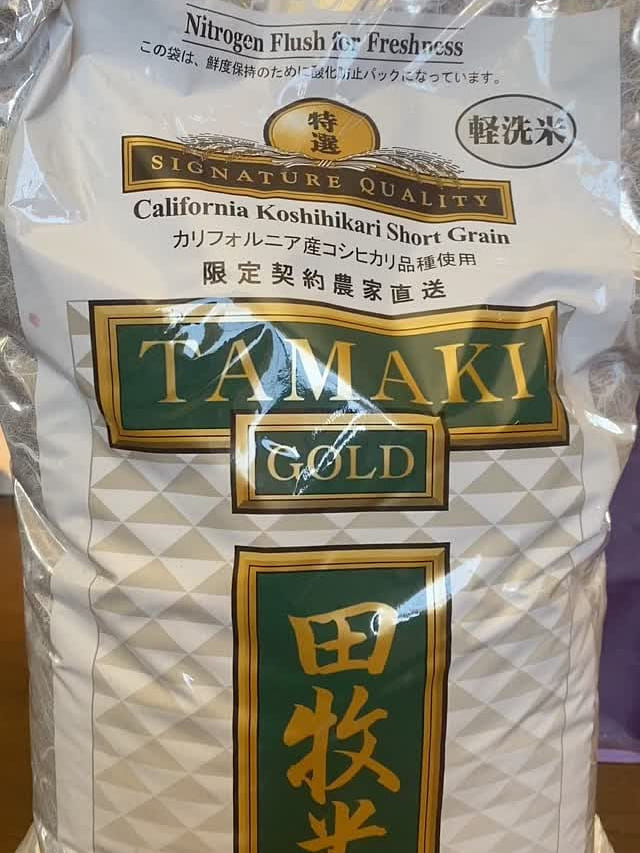 Nitrogen Flush for Freshness
この袋は、鮮度保持のために酸化防止パックになっています。
特選
軽洗米
SIGNATURE QUALITY
California Koshihikari Short Grain
カリフォルニア産コシヒカリ品種使用
限定契約農家直送
TAMAKI
GOLD
田牧米